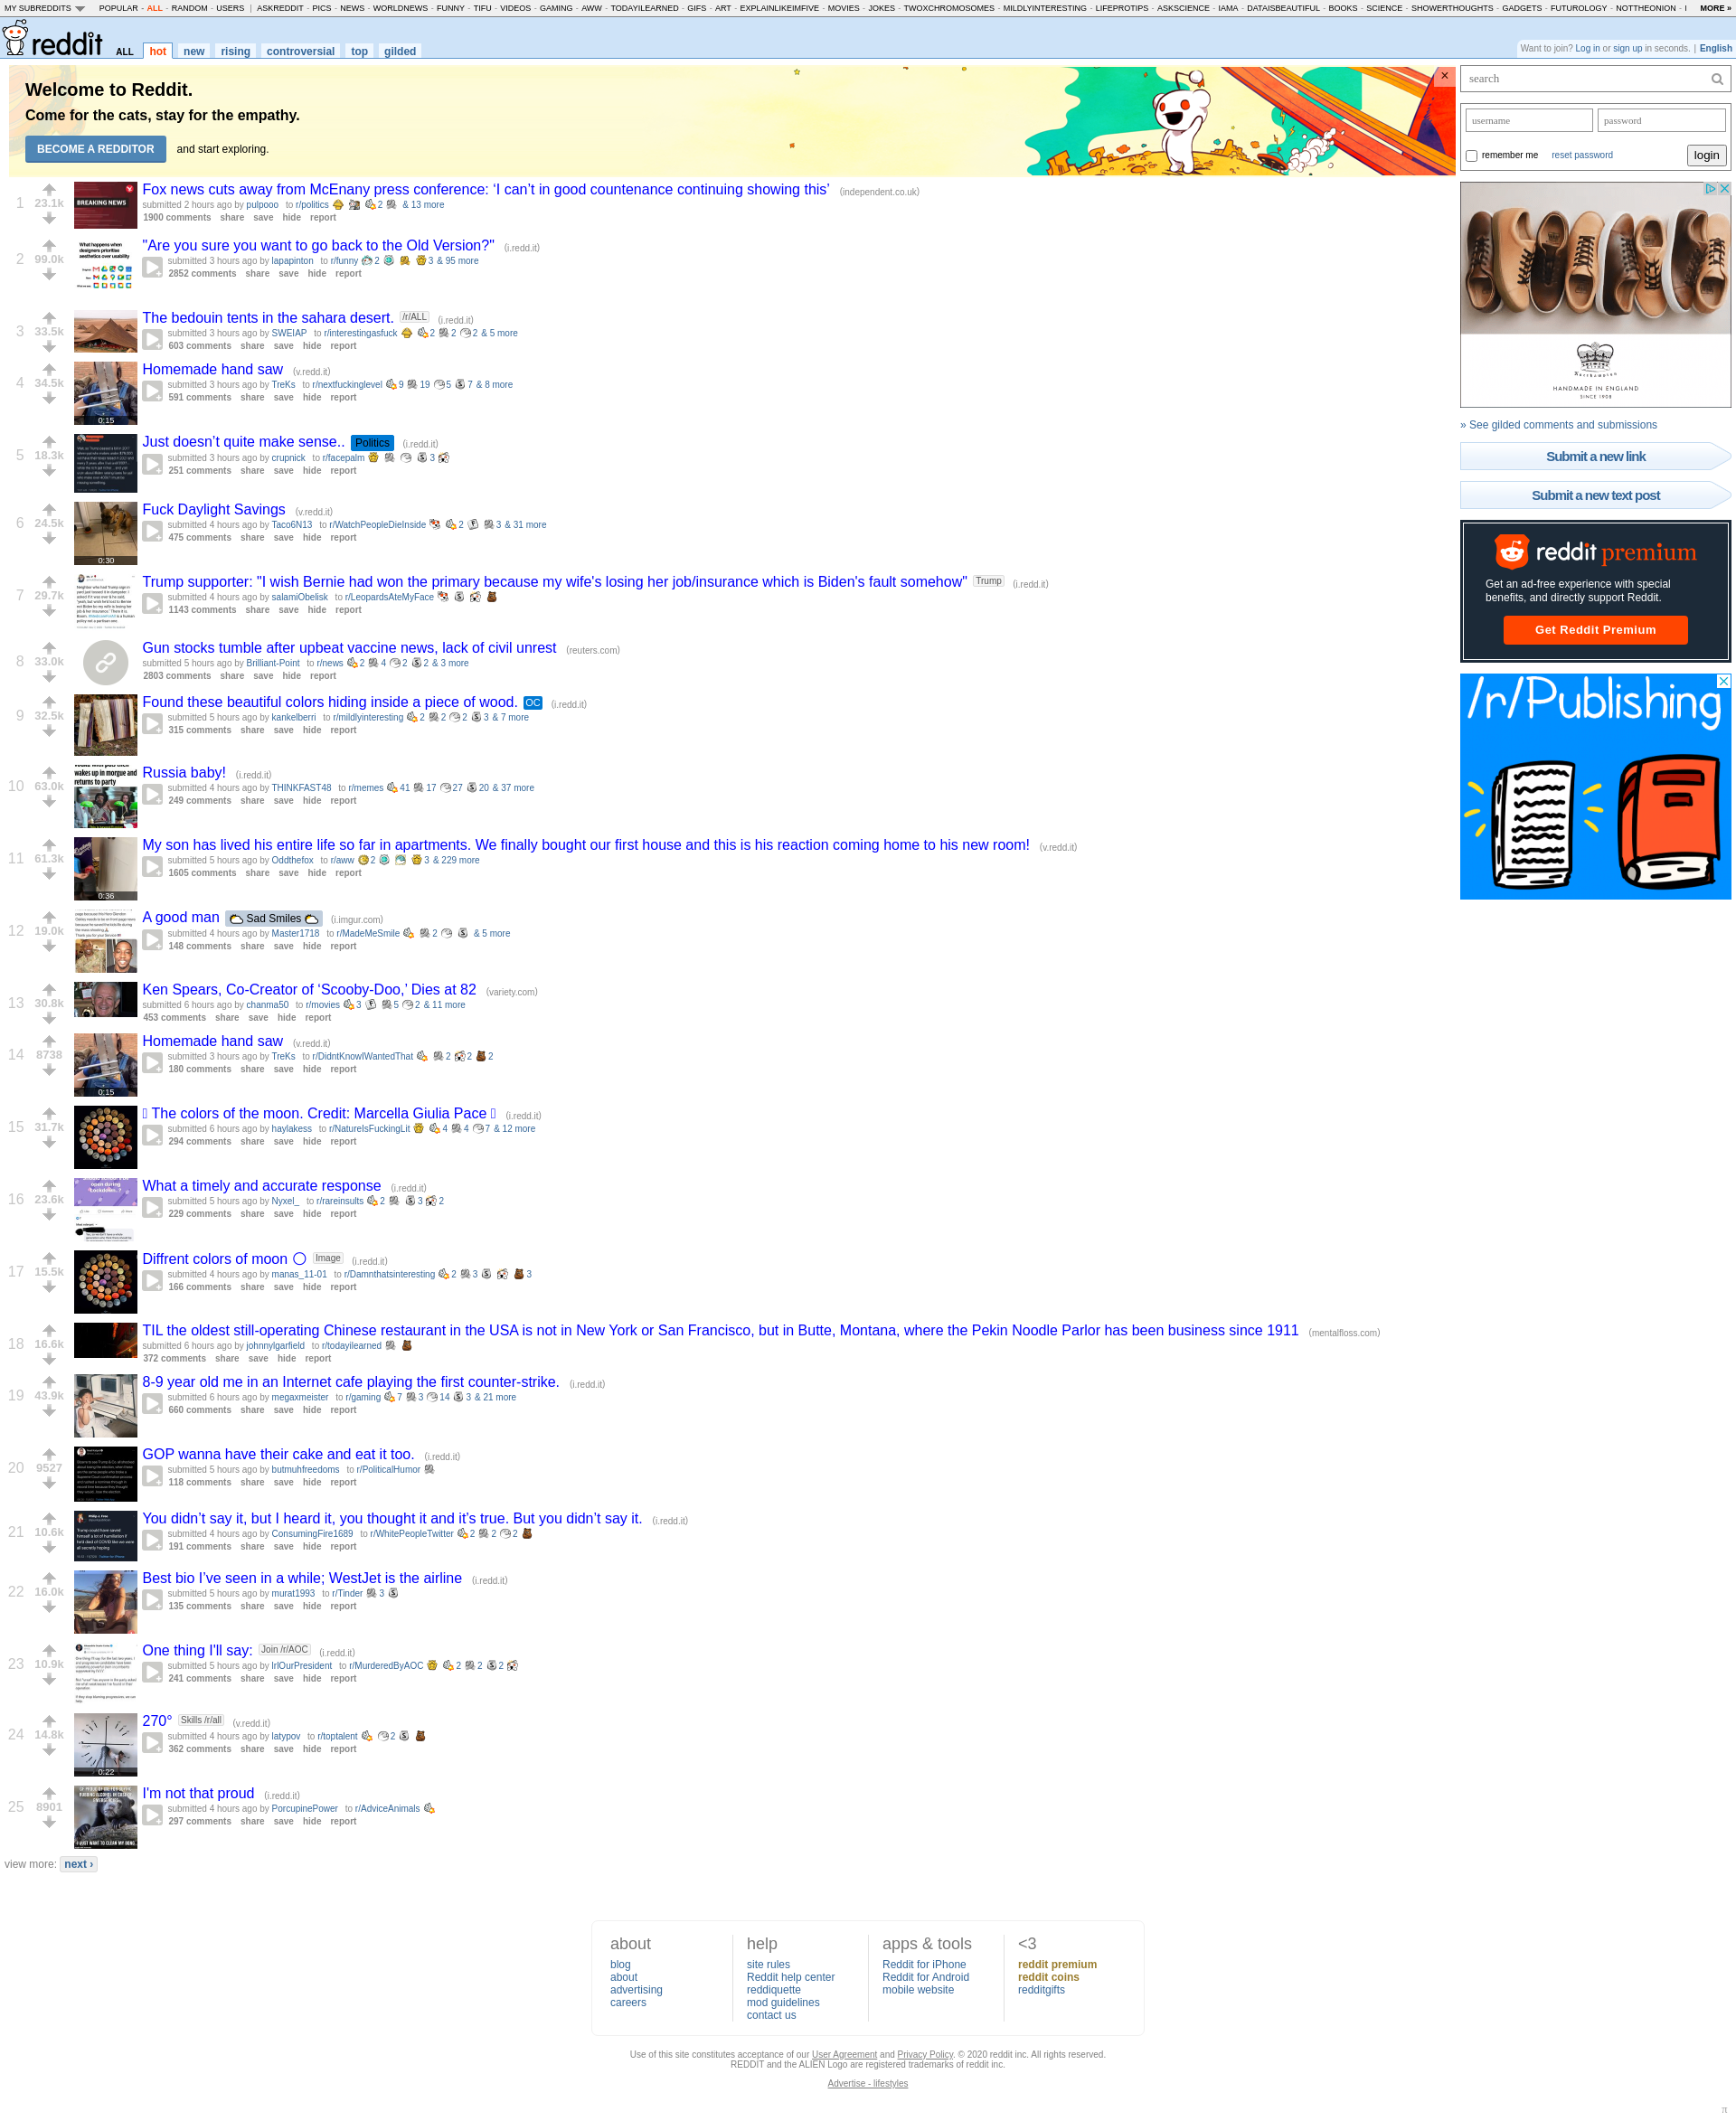 MY SUBREDDITS POPULAR - ALL - RANDOM - USERS | ASKREDDIT - PICS - NEWS - WORLDNEWS - FUNNY - TIFU - VIDEOS - GAMING - AWW - TODAYILEARNED - GIFS - ART - EXPLAINLIKEIMFIVE - MOVIES - JOKES - TWOXCHROMOSOMES - MILDLYINTERESTING - LIFEPROTIPS - ASKSCIENCE - IAMA - DATAISBEAUTIFUL - BOOKS - SCIENCE - SHOWERTHOUGHTS - GADGETS - FUTUROLOGY - NOTTHEONION - MORE »
reddit ALL hot new rising controversial top gilded
Want to join? Log in or sign up in seconds. | English
Welcome to Reddit.
Come for the cats, stay for the empathy.
BECOME A REDDITOR and start exploring.
search
username password
remember me reset password login
1 23.1k BREAKING NEWS
Fox news cuts away from McEnany press conference: ‘I can’t in good countenance continuing showing this’ (independent.co.uk)
submitted 2 hours ago by pulpooo to r/politics 2 & 13 more
1900 comments share save hide report
2 99.0k What happens when designers prioritise aesthetics over usability
"Are you sure you want to go back to the Old Version?" (i.redd.it)
submitted 3 hours ago by lapapinton to r/funny 2 3 & 95 more
2852 comments share save hide report
3 33.5k
The bedouin tents in the sahara desert. /r/ALL (i.redd.it)
submitted 3 hours ago by SWEIAP to r/interestingasfuck 2 2 2 & 5 more
603 comments share save hide report
4 34.5k 0:15
Homemade hand saw (v.redd.it)
submitted 3 hours ago by TreKs to r/nextfuckinglevel 9 19 5 7 & 8 more
591 comments share save hide report
5 18.3k
Just doesn’t quite make sense.. Politics (i.redd.it)
submitted 3 hours ago by crupnick to r/facepalm 3
251 comments share save hide report
6 24.5k 0:30
Fuck Daylight Savings (v.redd.it)
submitted 4 hours ago by Taco6N13 to r/WatchPeopleDieInside 2 3 & 31 more
475 comments share save hide report
7 29.7k
Trump supporter: "I wish Bernie had won the primary because my wife's losing her job/insurance which is Biden's fault somehow" Trump (i.redd.it)
submitted 4 hours ago by salamiObelisk to r/LeopardsAteMyFace
1143 comments share save hide report
8 33.0k
Gun stocks tumble after upbeat vaccine news, lack of civil unrest (reuters.com)
submitted 5 hours ago by Brilliant-Point to r/news 2 4 2 2 & 3 more
2803 comments share save hide report
9 32.5k
Found these beautiful colors hiding inside a piece of wood. OC (i.redd.it)
submitted 5 hours ago by kankelberri to r/mildlyinteresting 2 2 2 3 & 7 more
315 comments share save hide report
10 63.0k wakes up in morgue and returns to party
Russia baby! (i.redd.it)
submitted 4 hours ago by THINKFAST48 to r/memes 41 17 27 20 & 37 more
249 comments share save hide report
11 61.3k 0:36
My son has lived his entire life so far in apartments. We finally bought our first house and this is his reaction coming home to his new room! (v.redd.it)
submitted 5 hours ago by Oddthefox to r/aww 2 3 & 229 more
1605 comments share save hide report
12 19.0k
A good man Sad Smiles (i.imgur.com)
submitted 4 hours ago by Master1718 to r/MadeMeSmile 2 & 5 more
148 comments share save hide report
13 30.8k
Ken Spears, Co-Creator of ‘Scooby-Doo,’ Dies at 82 (variety.com)
submitted 6 hours ago by chanma50 to r/movies 3 5 2 & 11 more
453 comments share save hide report
14 8738 0:15
Homemade hand saw (v.redd.it)
submitted 3 hours ago by TreKs to r/DidntKnowIWantedThat 2 2 2
180 comments share save hide report
15 31.7k
The colors of the moon. Credit: Marcella Giulia Pace (i.redd.it)
submitted 6 hours ago by haylakess to r/NatureIsFuckingLit 4 4 7 & 12 more
294 comments share save hide report
16 23.6k
What a timely and accurate response (i.redd.it)
submitted 5 hours ago by Nyxel_ to r/rareinsults 2 3 2
229 comments share save hide report
17 15.5k
Diffrent colors of moon Image (i.redd.it)
submitted 4 hours ago by manas_11-01 to r/Damnthatsinteresting 2 3 3
166 comments share save hide report
18 16.6k
TIL the oldest still-operating Chinese restaurant in the USA is not in New York or San Francisco, but in Butte, Montana, where the Pekin Noodle Parlor has been business since 1911 (mentalfloss.com)
submitted 6 hours ago by johnnylgarfield to r/todayilearned
372 comments share save hide report
19 43.9k
8-9 year old me in an Internet cafe playing the first counter-strike. (i.redd.it)
submitted 6 hours ago by megaxmeister to r/gaming 7 3 14 3 & 21 more
660 comments share save hide report
20 9527
GOP wanna have their cake and eat it too. (i.redd.it)
submitted 5 hours ago by butmuhfreedoms to r/PoliticalHumor
118 comments share save hide report
21 10.6k
You didn’t say it, but I heard it, you thought it and it’s true. But you didn’t say it. (i.redd.it)
submitted 4 hours ago by ConsumingFire1689 to r/WhitePeopleTwitter 2 2 2
191 comments share save hide report
22 16.0k
Best bio I’ve seen in a while; WestJet is the airline (i.redd.it)
submitted 5 hours ago by murat1993 to r/Tinder 3
135 comments share save hide report
23 10.9k
One thing I'll say: Join /r/AOC (i.redd.it)
submitted 5 hours ago by lrlOurPresident to r/MurderedByAOC 2 2 2
241 comments share save hide report
24 14.8k 0:22
270° Skills /r/all (v.redd.it)
submitted 4 hours ago by latypov to r/toptalent 2
362 comments share save hide report
25 8901 I JUST WANT TO CLEAN MY DONG
I'm not that proud (i.redd.it)
submitted 4 hours ago by PorcupinePower to r/AdviceAnimals
297 comments share save hide report
view more: next ›
HANDMADE IN ENGLAND
SINCE 1908
» See gilded comments and submissions
Submit a new link
Submit a new text post
reddit premium
Get an ad-free experience with special
benefits, and directly support Reddit.
Get Reddit Premium
/r/Publishing
about
blog
about
advertising
careers
help
site rules
Reddit help center
reddiquette
mod guidelines
contact us
apps & tools
Reddit for iPhone
Reddit for Android
mobile website
<3
reddit premium
reddit coins
redditgifts
Use of this site constitutes acceptance of our User Agreement and Privacy Policy. © 2020 reddit inc. All rights reserved.
REDDIT and the ALIEN Logo are registered trademarks of reddit inc.
Advertise - lifestyles
π